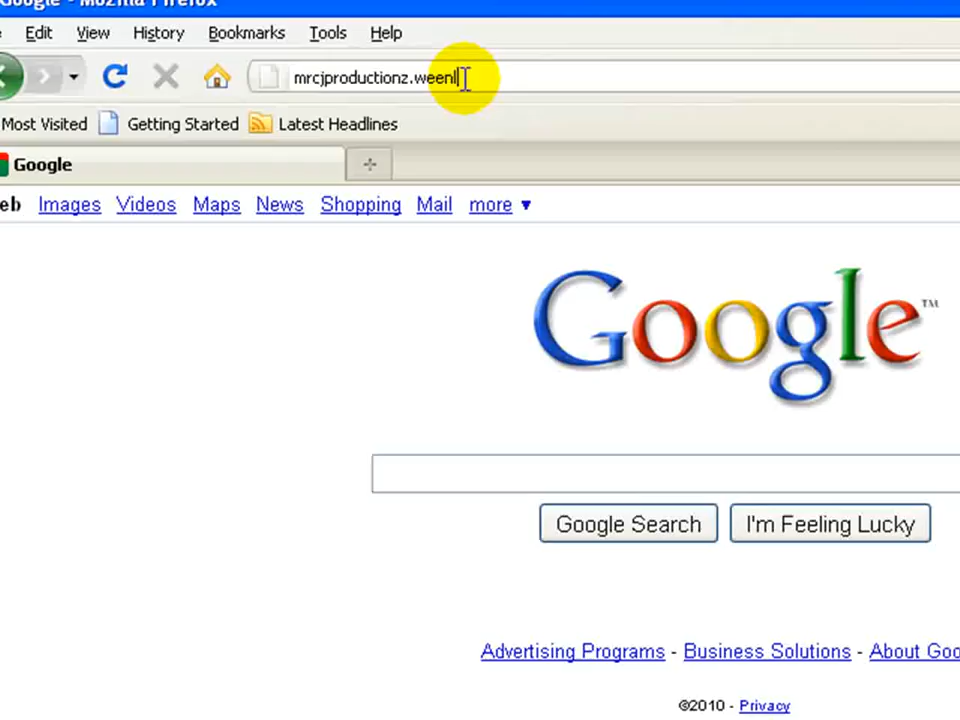 Google - Mozilla Firefox
Edit View History Bookmarks Tools Help
mrcjproductionz.weenl
Most Visited Getting Started Latest Headlines
Google
eb Images Videos Maps News Shopping Mail more ▼
Google™
Google Search I'm Feeling Lucky
Advertising Programs - Business Solutions - About Goo
©2010 - Privacy